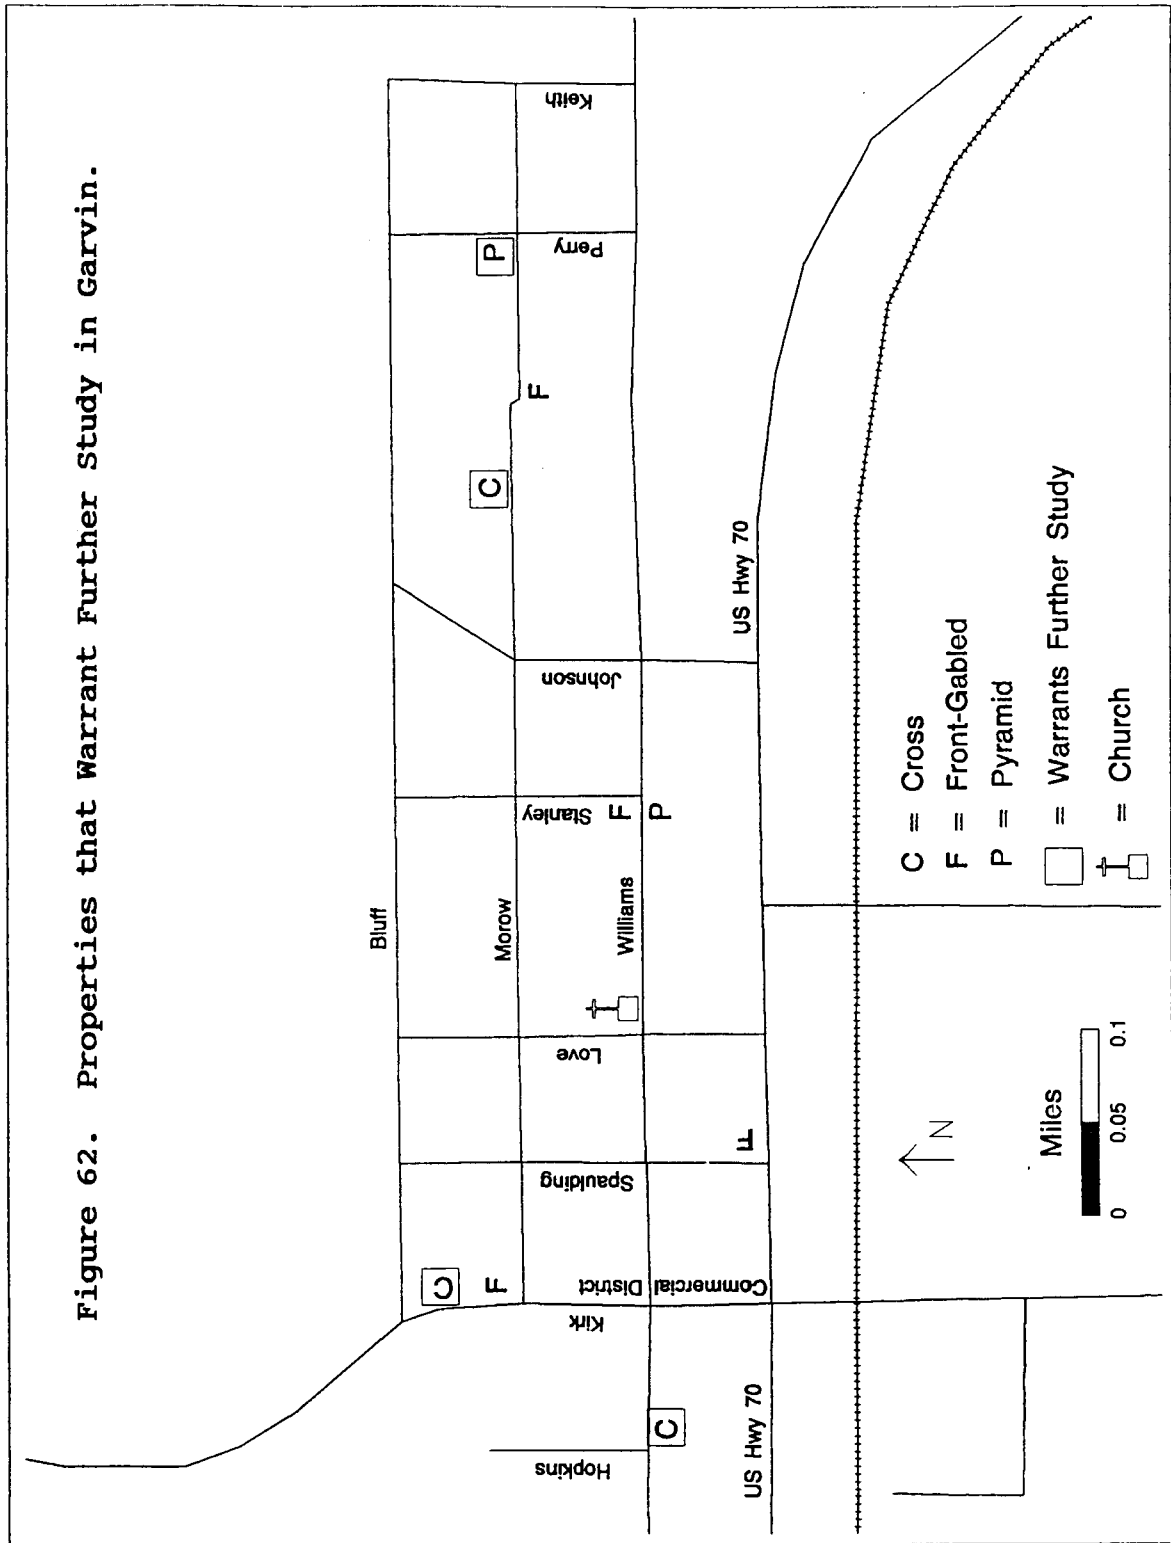 Figure 62. Properties that Warrant Further Study in Garvin.
Bluff
Morow
Williams
Keith
Perry
P
F
C
Johnson
Stanley
F
P
Love
Spaulding
F
C
F
Commercial
District
Kirk
C
Hopkins
US Hwy 70
US Hwy 70
N
Miles
0 0.05 0.1
C = Cross
F = Front-Gabled
P = Pyramid
= Warrants Further Study
= Church